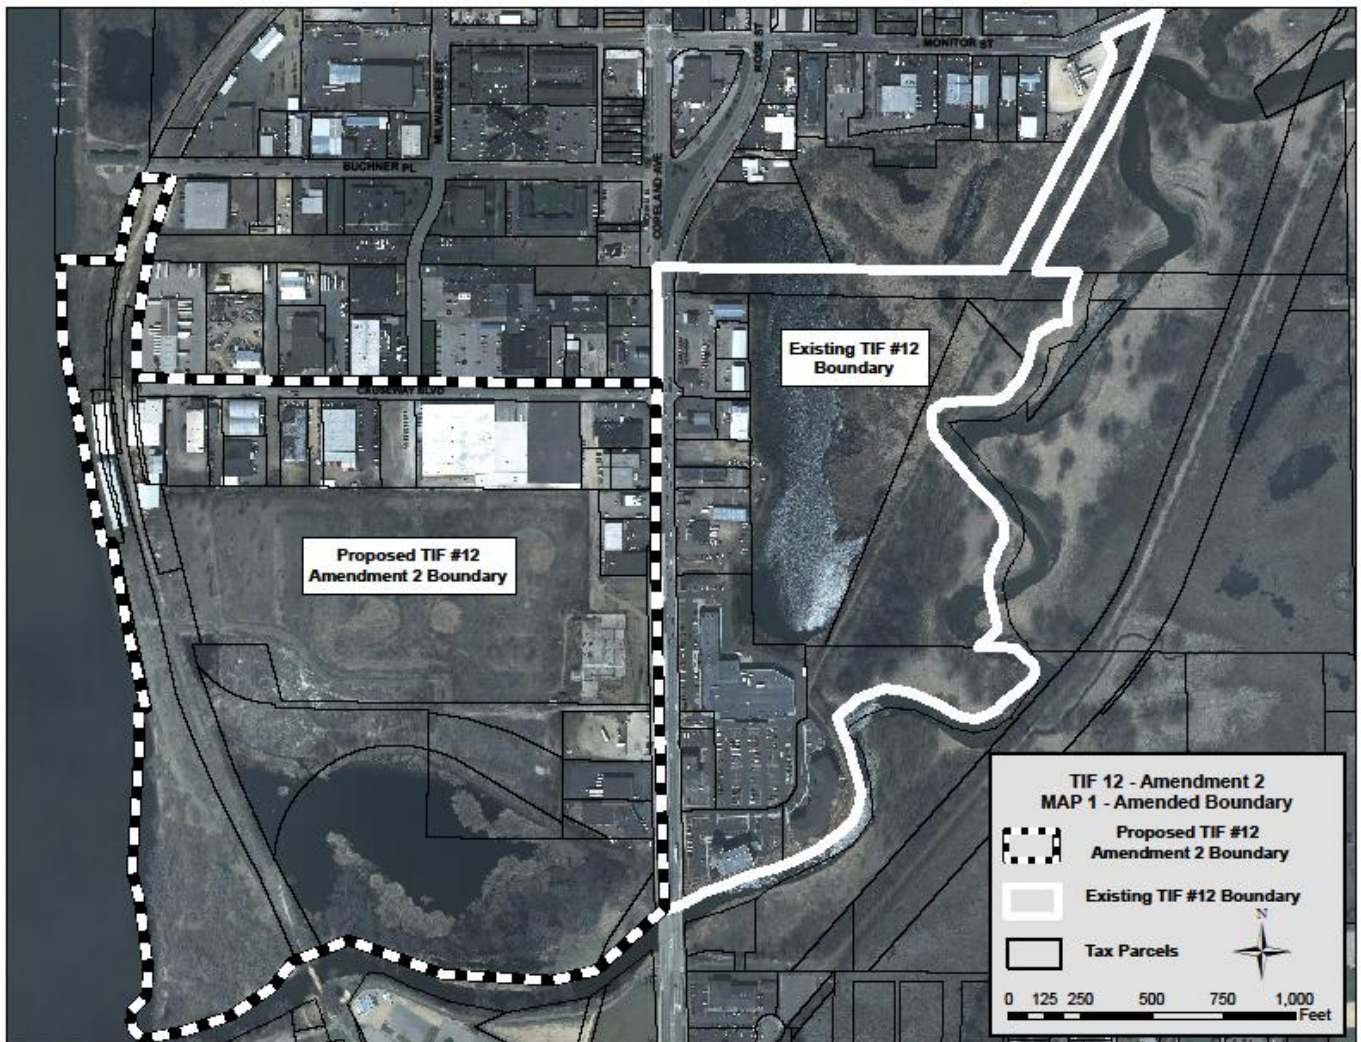 MONITOR ST
ROSE ST
MILWAUKEE ST
BUCHNER PL
COPELAND AVE
Existing TIF #12
Boundary
CAUSEWAY BLVD
Proposed TIF #12
Amendment 2 Boundary
TIF 12 - Amendment 2
MAP 1 - Amended Boundary
Proposed TIF #12
Amendment 2 Boundary
Existing TIF #12 Boundary
N
Tax Parcels
0 125 250 500 750 1,000
Feet